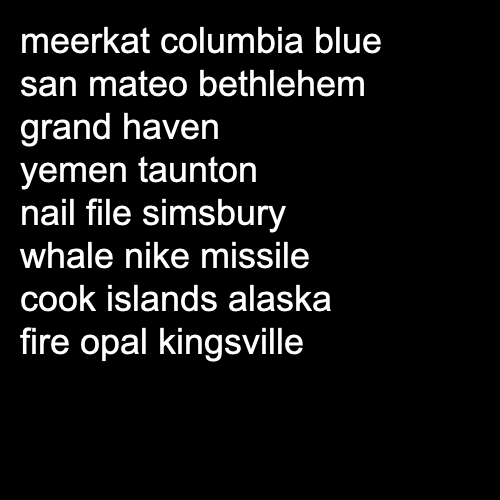 meerkat columbia blue
san mateo bethlehem
grand haven
yemen taunton
nail file simsbury
whale nike missile
cook islands alaska
fire opal kingsville